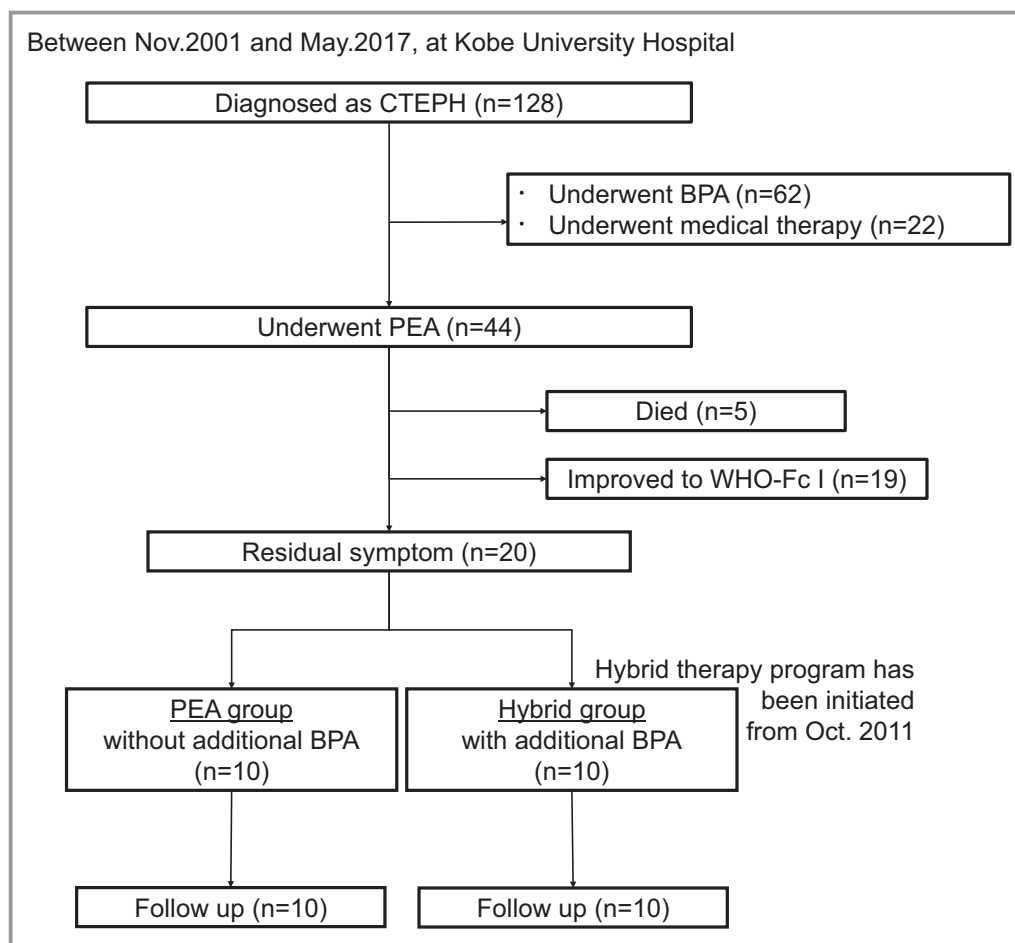 Between Nov.2001 and May.2017, at Kobe University Hospital
Diagnosed as CTEPH (n=128)
・ Underwent BPA (n=62)
・ Underwent medical therapy (n=22)
Underwent PEA (n=44)
Died (n=5)
Improved to WHO-Fc I (n=19)
Residual symptom (n=20)
Hybrid therapy program has
been initiated
from Oct. 2011
PEA group
without additional BPA
(n=10)
Hybrid group
with additional BPA
(n=10)
Follow up (n=10)
Follow up (n=10)